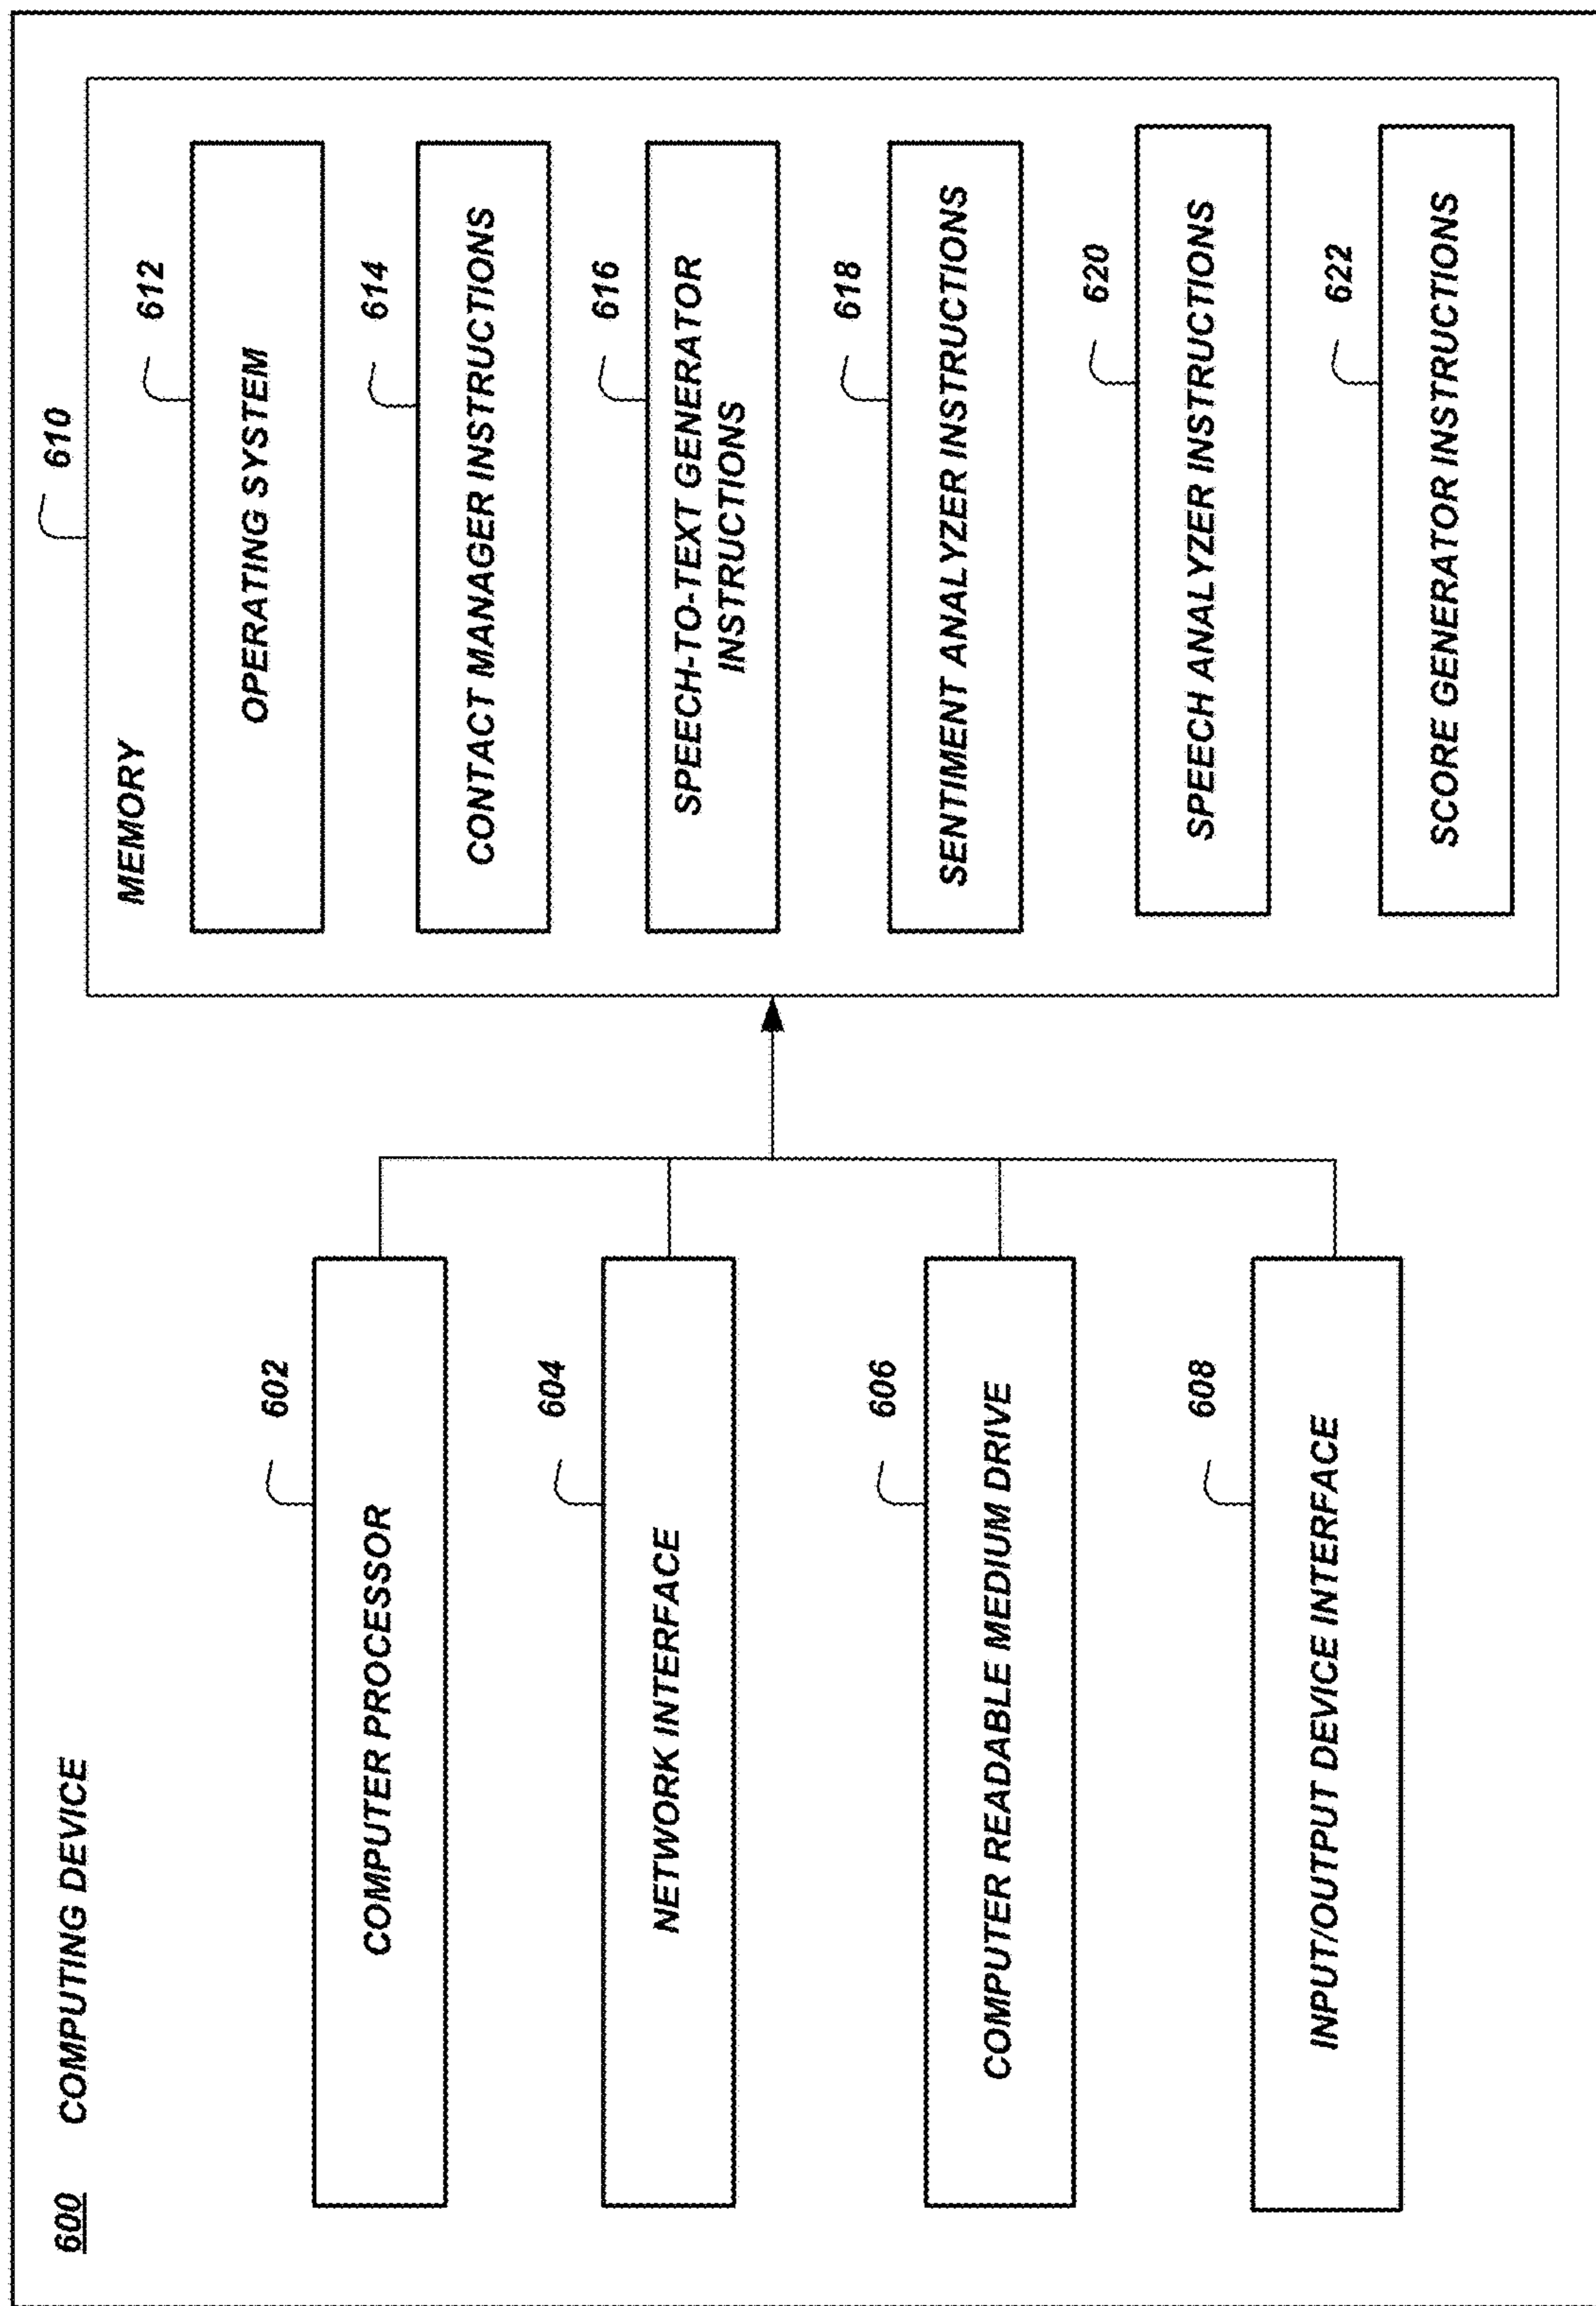 600 COMPUTING DEVICE
602
COMPUTER PROCESSOR
604
NETWORK INTERFACE
606
COMPUTER READABLE MEDIUM DRIVE
608
INPUT/OUTPUT DEVICE INTERFACE
610
MEMORY
612
OPERATING SYSTEM
614
CONTACT MANAGER INSTRUCTIONS
616
SPEECH-TO-TEXT GENERATOR
INSTRUCTIONS
618
SENTIMENT ANALYZER INSTRUCTIONS
620
SPEECH ANALYZER INSTRUCTIONS
622
SCORE GENERATOR INSTRUCTIONS